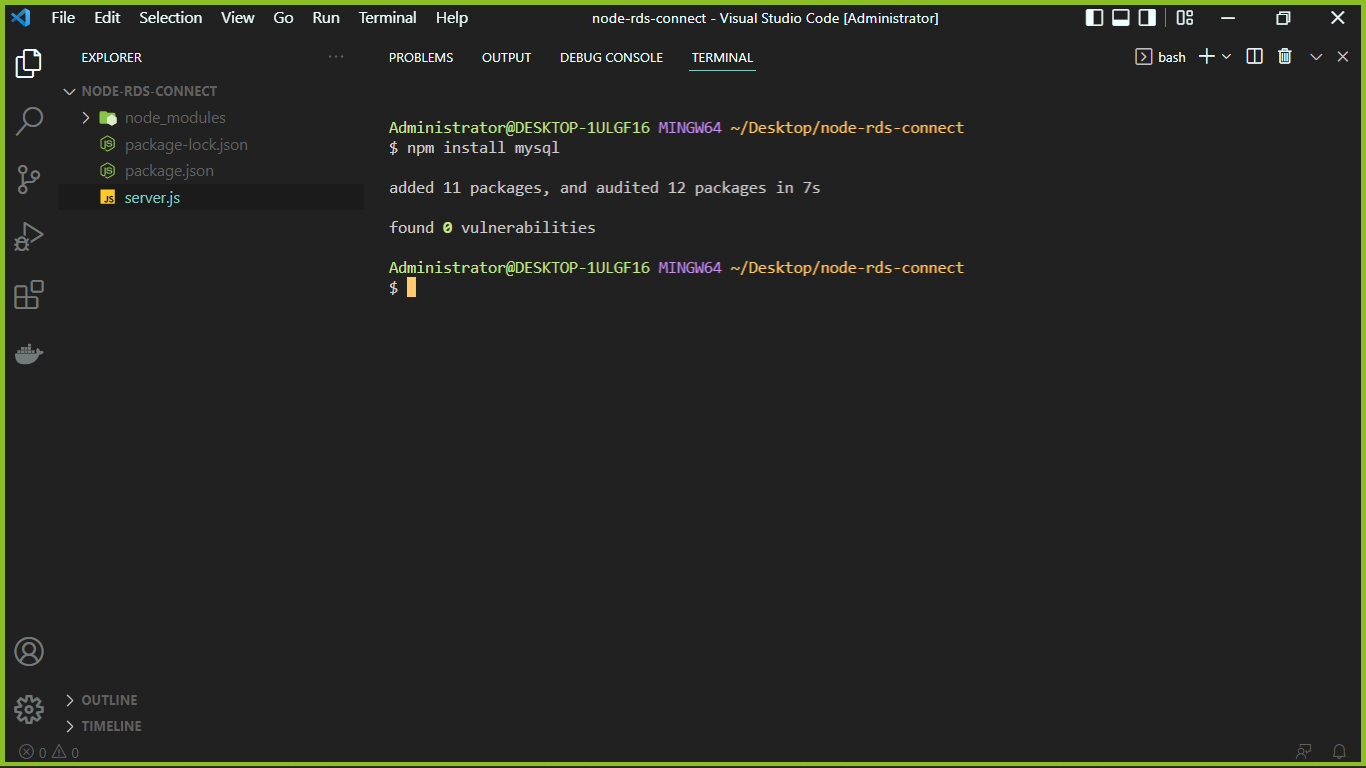 File Edit Selection View Go Run Terminal Help
node-rds-connect - Visual Studio Code [Administrator]
EXPLORER
PROBLEMS OUTPUT DEBUG CONSOLE TERMINAL
bash
NODE-RDS-CONNECT
node_modules
package-lock.json
package.json
JS server.js
Administrator@DESKTOP-1ULGF16 MINGW64 ~/Desktop/node-rds-connect
$ npm install mysql
added 11 packages, and audited 12 packages in 7s
found 0 vulnerabilities
Administrator@DESKTOP-1ULGF16 MINGW64 ~/Desktop/node-rds-connect
$
OUTLINE
TIMELINE
0 0